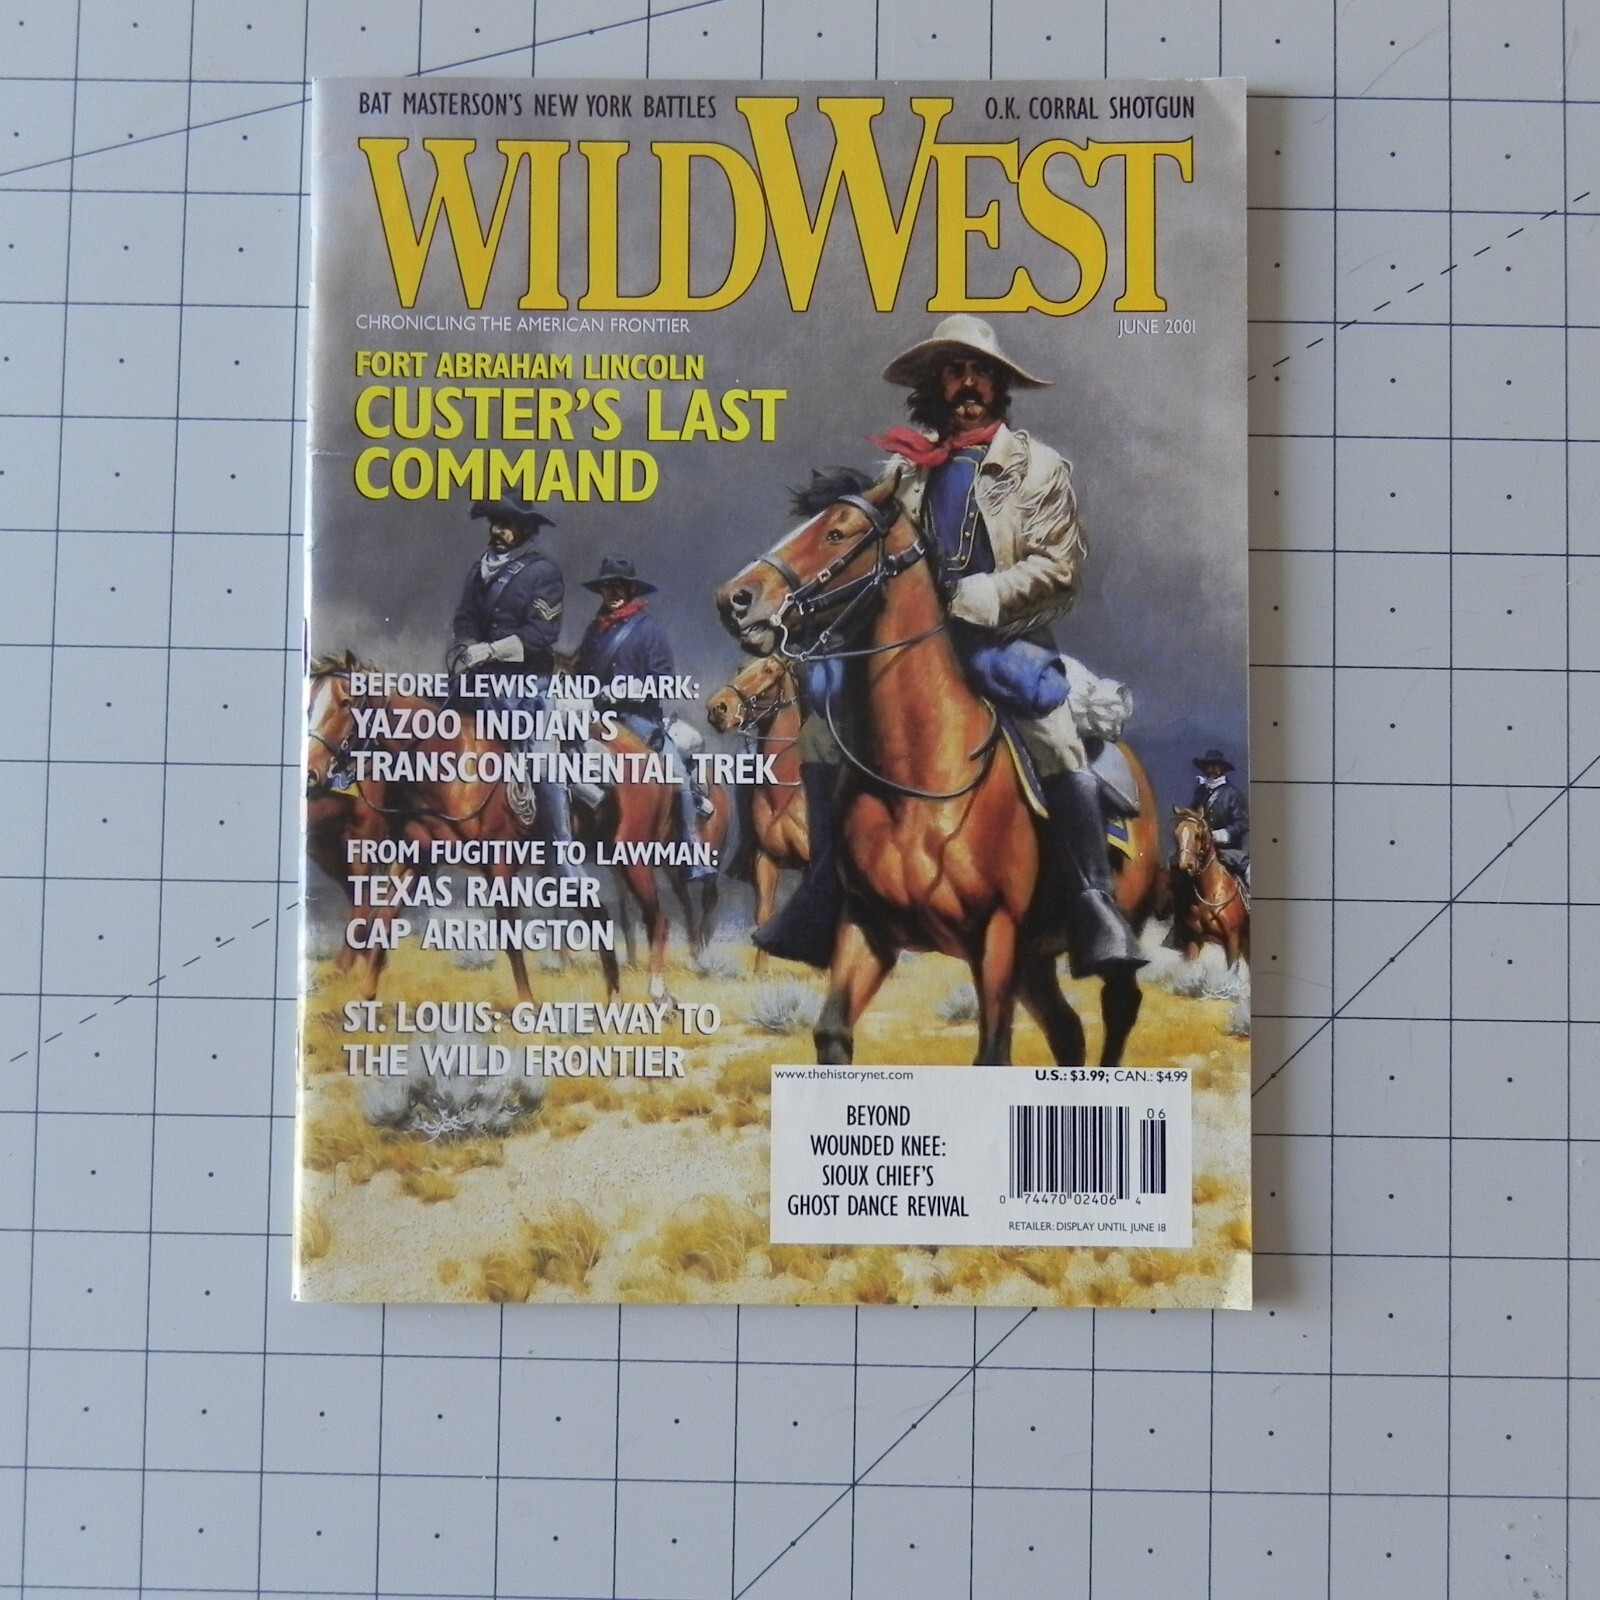 BAT MASTERSON'S NEW YORK BATTLES
O.K. CORRAL SHOTGUN
WILD WEST
CHRONICLING THE AMERICAN FRONTIER
JUNE 2001
FORT ABRAHAM LINCOLN
CUSTER'S LAST
COMMAND
BEFORE LEWIS AND CLARK:
YAZOO INDIAN'S
TRANSCONTINENTAL TREK
FROM FUGITIVE TO LAWMAN:
TEXAS RANGER
CAP ARRINGTON
ST. LOUIS: GATEWAY TO
THE WILD FRONTIER
www.thehistorynet.com
U.S.: $3.99; CAN.: $4.99
BEYOND
WOUNDED KNEE:
SIOUX CHIEF'S
GHOST DANCE REVIVAL
06
0 74470 02406 4
RETAILER: DISPLAY UNTIL JUNE 18